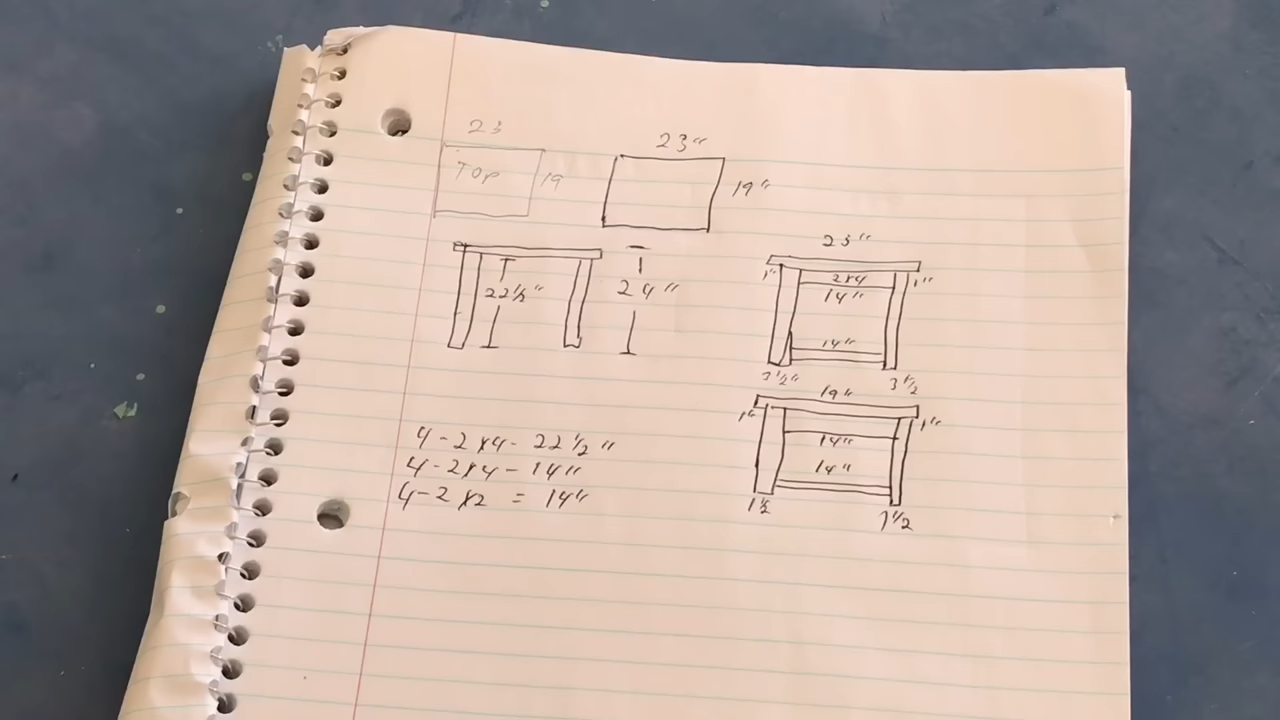 23
TOP 19
23"
19"
22½" 24"
23"
1" 2x4 1"
14"
14"
3½" 3½
19"
1" 1"
14"
14"
1½ 1½
4-2x4- 22½"
4-2x4-14"
4-2x2 = 14"